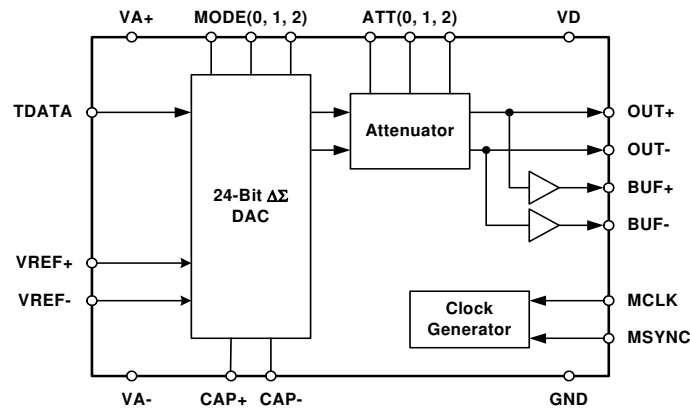 VA+ MODE(0, 1, 2) ATT(0, 1, 2) VD
TDATA
OUT+
Attenuator
OUT-
24-Bit ΔΣ
DAC
BUF+
BUF-
VREF+
VREF-
Clock
Generator
MCLK
MSYNC
VA- CAP+ CAP- GND